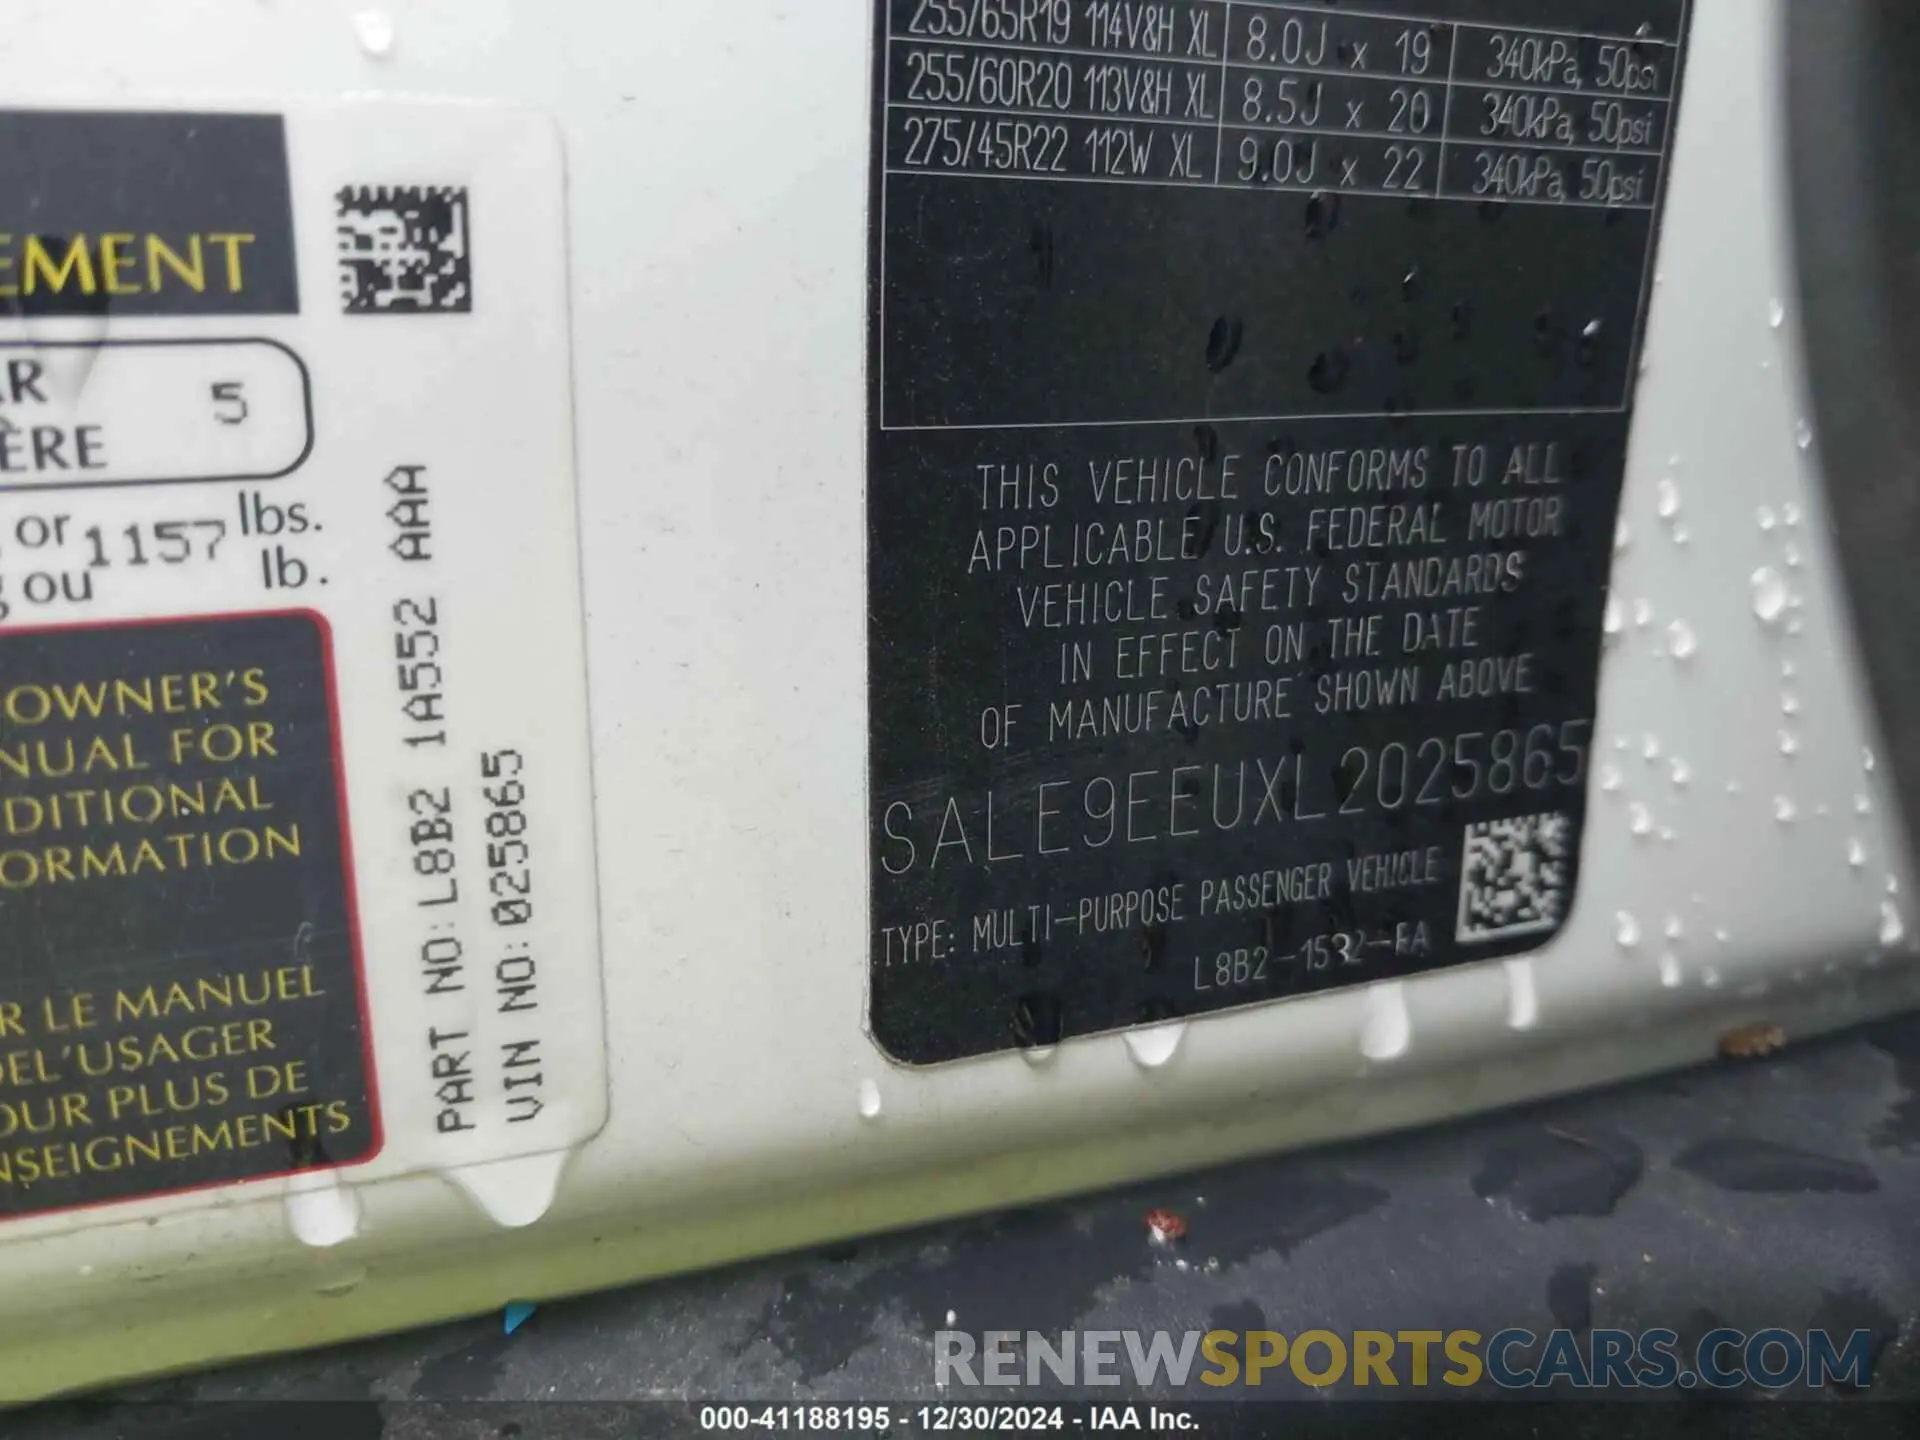 EMENT
AR
ÈRE 5
or 1157 lbs.
ou lb.
OWNER'S
NUAL FOR
DITIONAL
ORMATION
R LE MANUEL
DEL'USAGER
OUR PLUS DE
NSEIGNEMENTS
PART NO: L8B2 1A552 AAA
VIN NO: 025865
255/65R19 114V&H XL 8.0J x 19 340kPa, 50psi
255/60R20 113V&H XL 8.5J x 20 340kPa, 50psi
275/45R22 112W XL 9.0J x 22 340kPa, 50psi
THIS VEHICLE CONFORMS TO ALL
APPLICABLE U.S. FEDERAL MOTOR
VEHICLE SAFETY STANDARDS
IN EFFECT ON THE DATE
OF MANUFACTURE SHOWN ABOVE
SALE9EEUXL2025865
TYPE: MULTI-PURPOSE PASSENGER VEHICLE
RENEWSPORTSCARS.COM
000-41188195 - 12/30/2024 - IAA Inc.